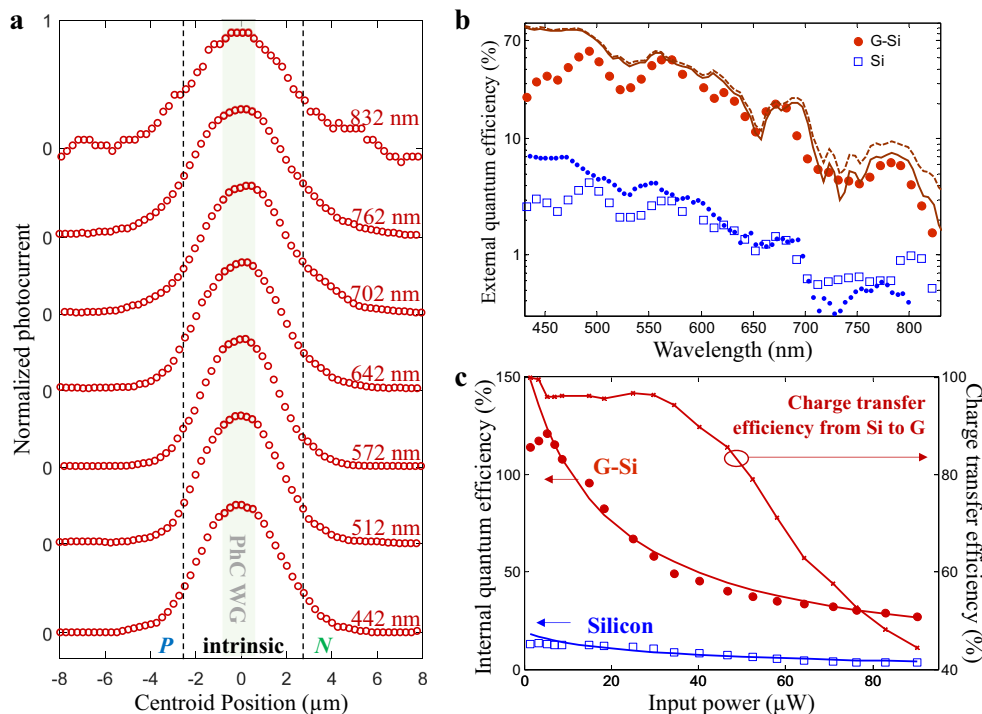 a
Normalized photocurrent
1
0
0
0
0
0
0
0
832 nm
762 nm
702 nm
642 nm
572 nm
512 nm
442 nm
PhC WG
P
intrinsic
N
-8 -6 -4 -2 0 2 4 6 8
Centroid Position (µm)
b
External quantum efficiency (%)
70
10
1
G-Si
Si
450 500 550 600 650 700 750 800
Wavelength (nm)
c
Internal quantum efficiency (%)
150
100
50
0
Charge transfer
efficiency from Si to G
G-Si
Silicon
100
80
60
40
Charge transfer
efficiency (%)
0 20 40 60 80
Input power (µW)